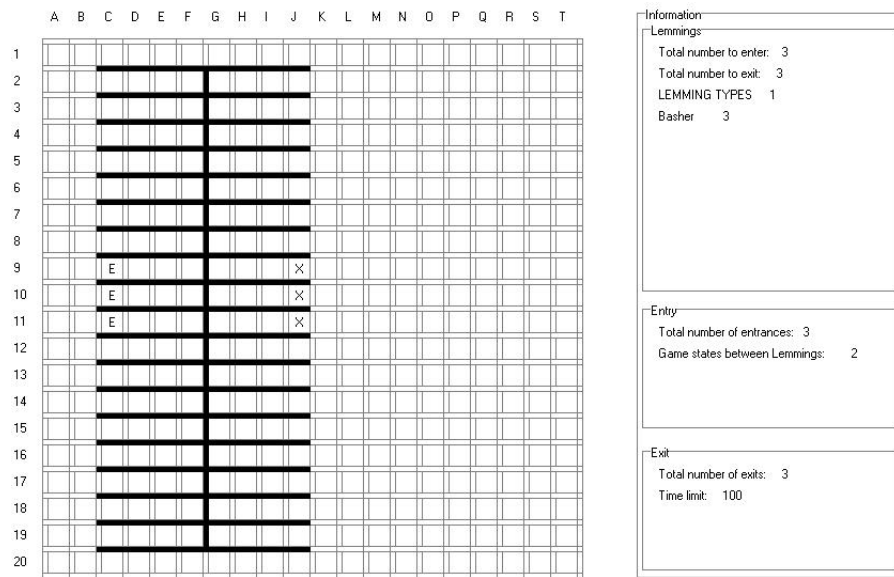 A B C D E F G H I J K L M N O P Q R S T
1
2
3
4
5
6
7
8
9 E X
10 E X
11 E X
12
13
14
15
16
17
18
19
20
Information
Lemmings
Total number to enter: 3
Total number to exit: 3
LEMMING TYPES 1
Basher 3
Entry
Total number of entrances: 3
Game states between Lemmings: 2
Exit
Total number of exits: 3
Time limit: 100